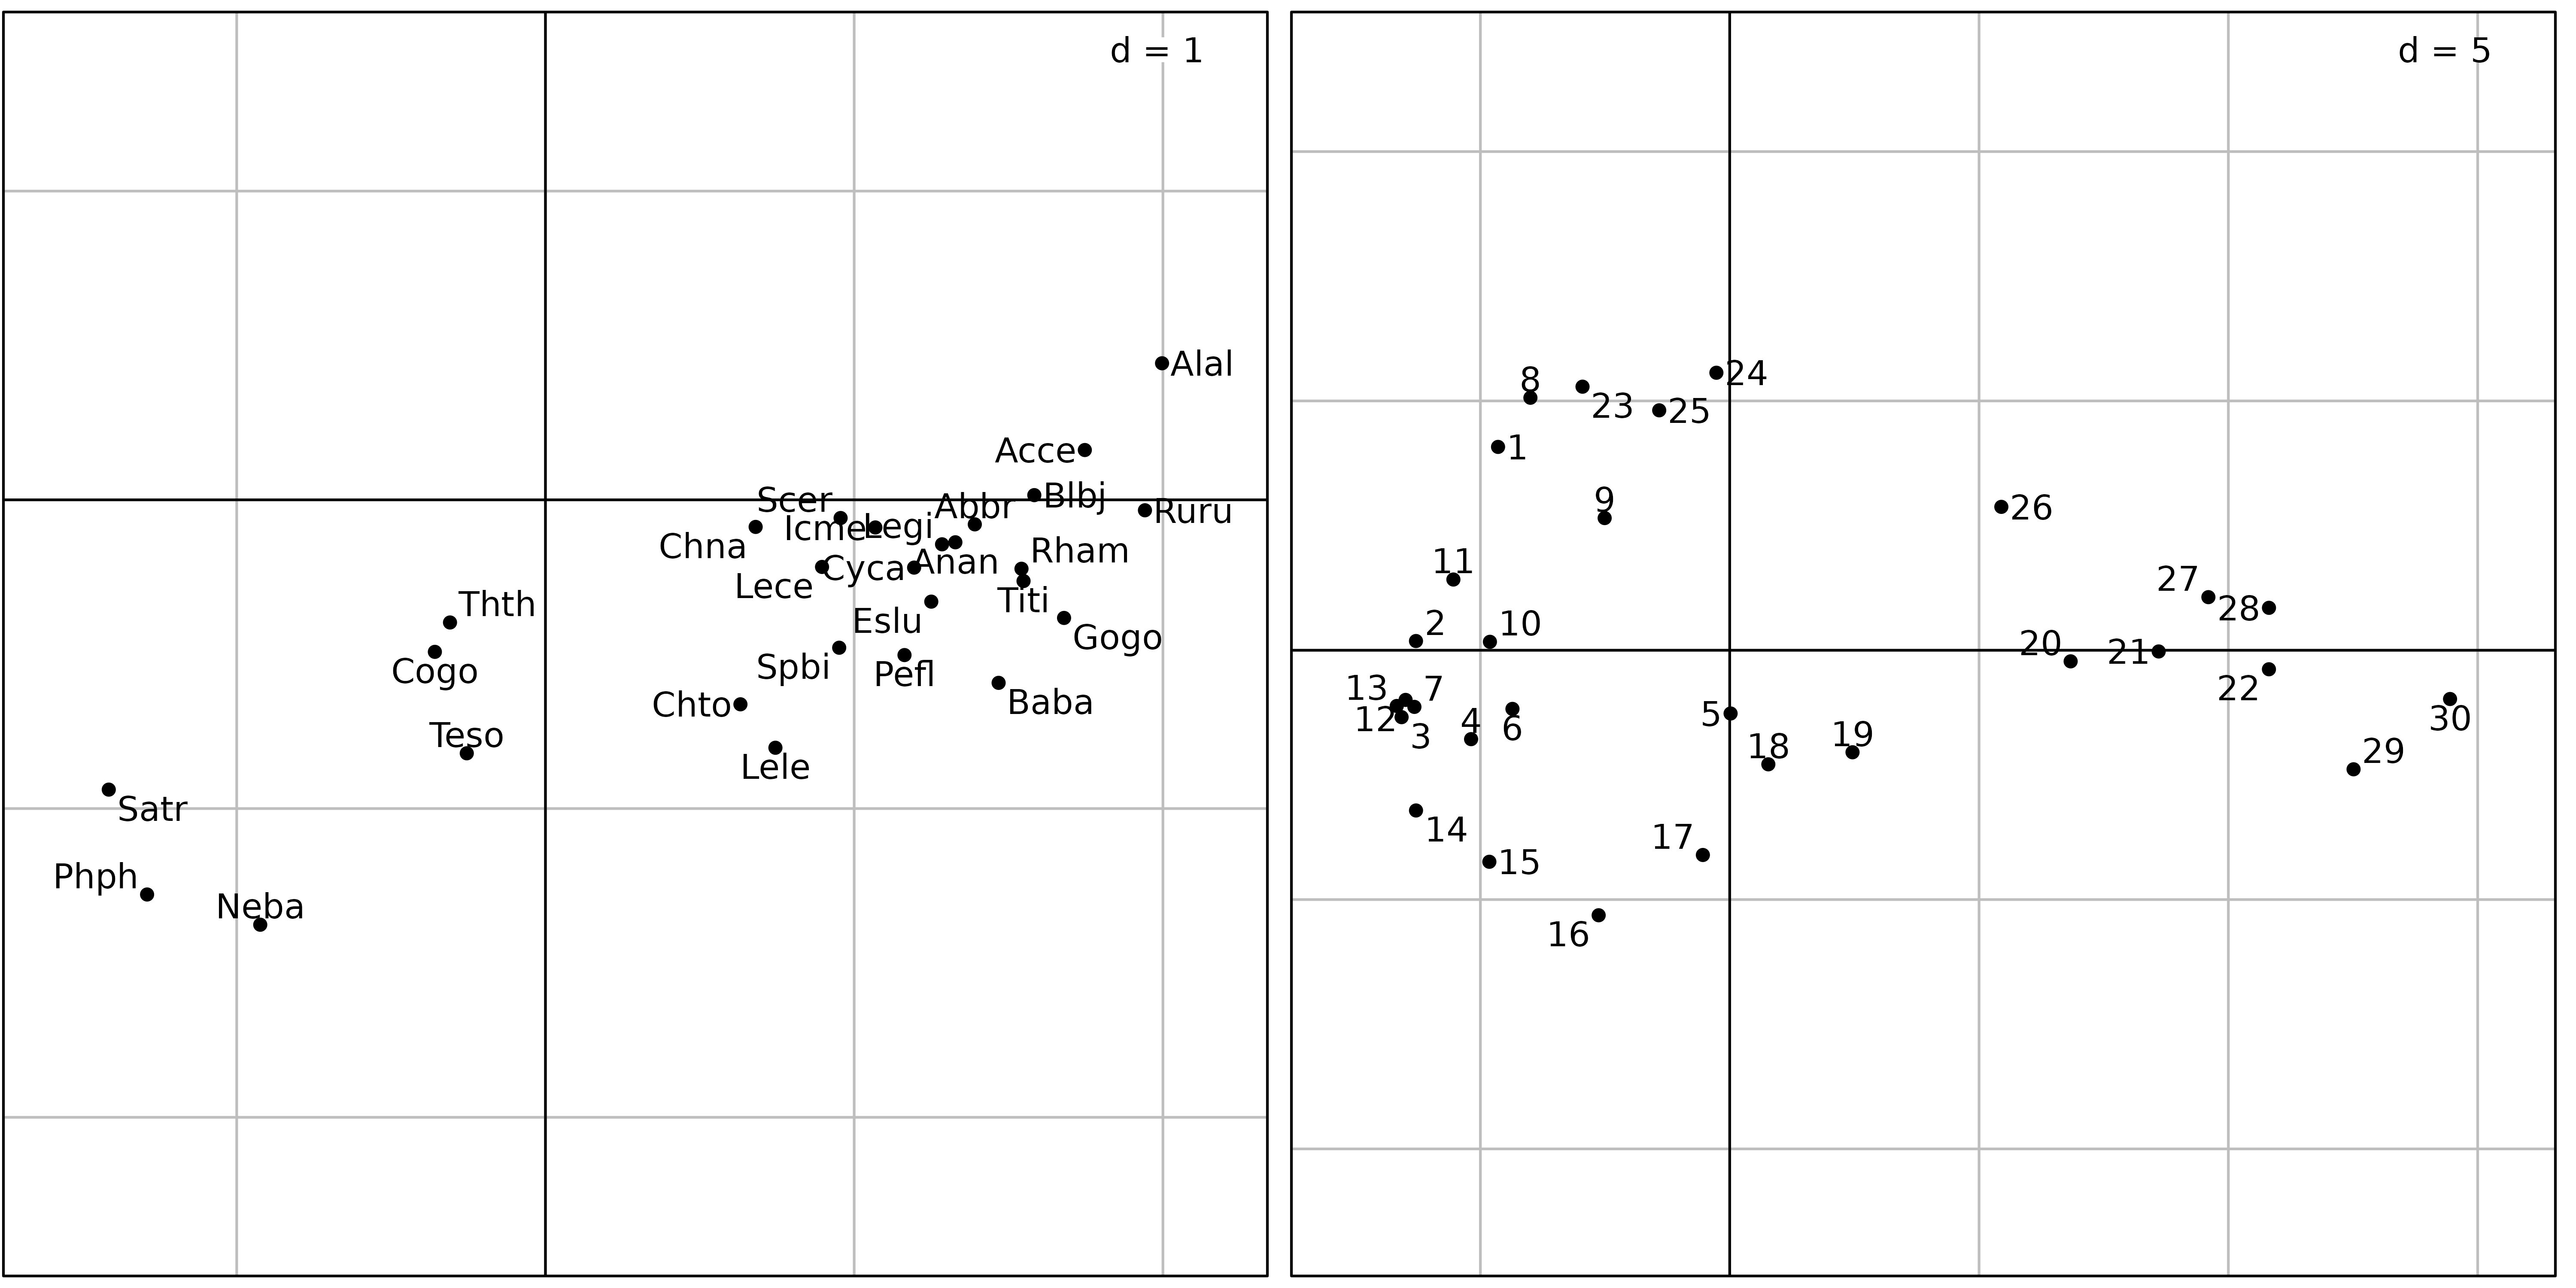 d = 1
Alal
Acce
Blbj
Scer
Abbr
Ruru
Icme
Legi
Chna
Rham
Anan
Cyca
Lece
Titi
Thth
Eslu
Gogo
Spbi
Cogo
Pefl
Baba
Chto
Teso
Lele
Satr
Phph
Neba
d = 5
24
8
23
25
1
9
26
11
27
28
2
10
20
21
13
7
22
12
3
4
6
5
30
18
19
29
14
17
15
16